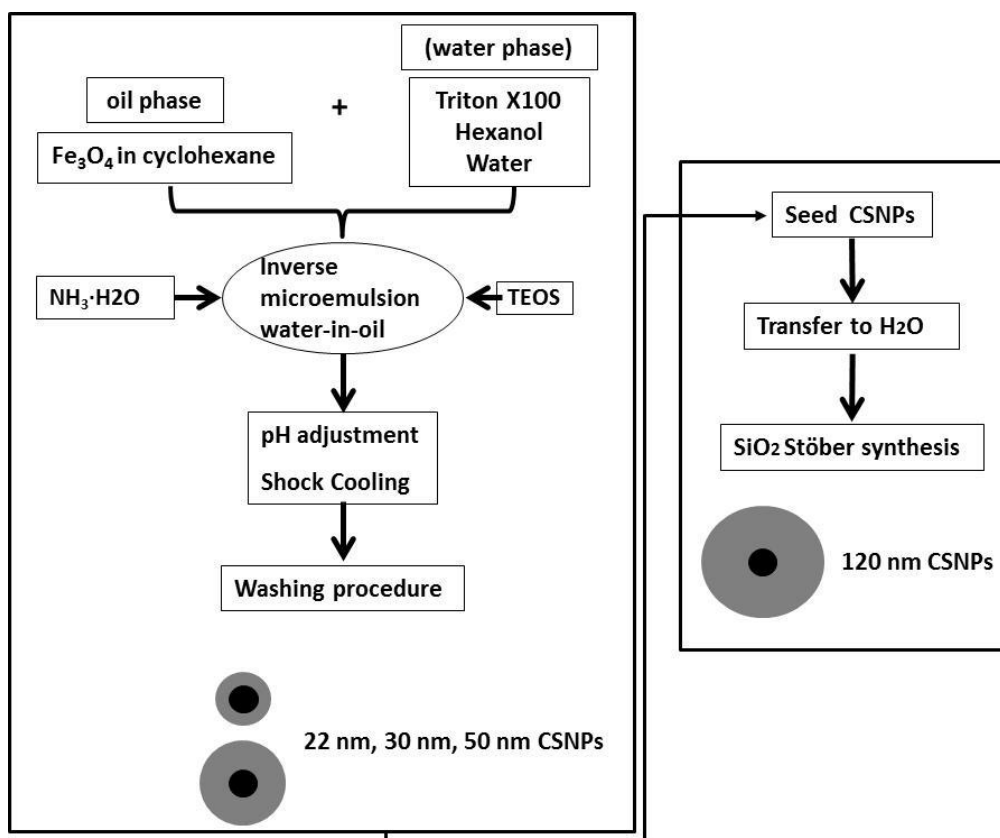 (water phase)
oil phase
+
Triton X100
Hexanol
Water
Fe₃O₄ in cyclohexane
NH₃·H2O
Inverse
microemulsion
water-in-oil
TEOS
pH adjustment
Shock Cooling
Washing procedure
22 nm, 30 nm, 50 nm CSNPs
Seed CSNPs
Transfer to H2O
SiO₂ Stöber synthesis
120 nm CSNPs